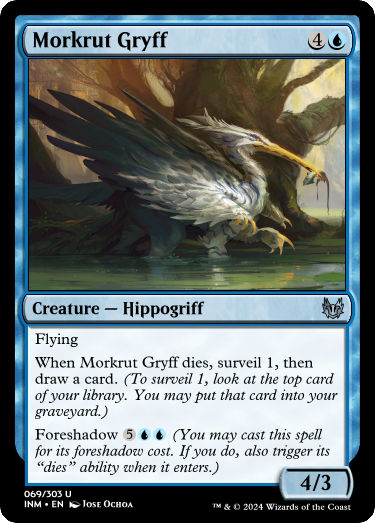 Morkrut Gryff 4
Creature — Hippogriff
Flying
When Morkrut Gryff dies, surveil 1, then
draw a card. (To surveil 1, look at the top card
of your library. You may put that card into your
graveyard.)
Foreshadow 5 (You may cast this spell
for its foreshadow cost. If you do, also trigger its
“dies” ability when it enters.)
4/3
069/303 U
INM • EN Jose Ochoa
™ & © 2024 Wizards of the Coast